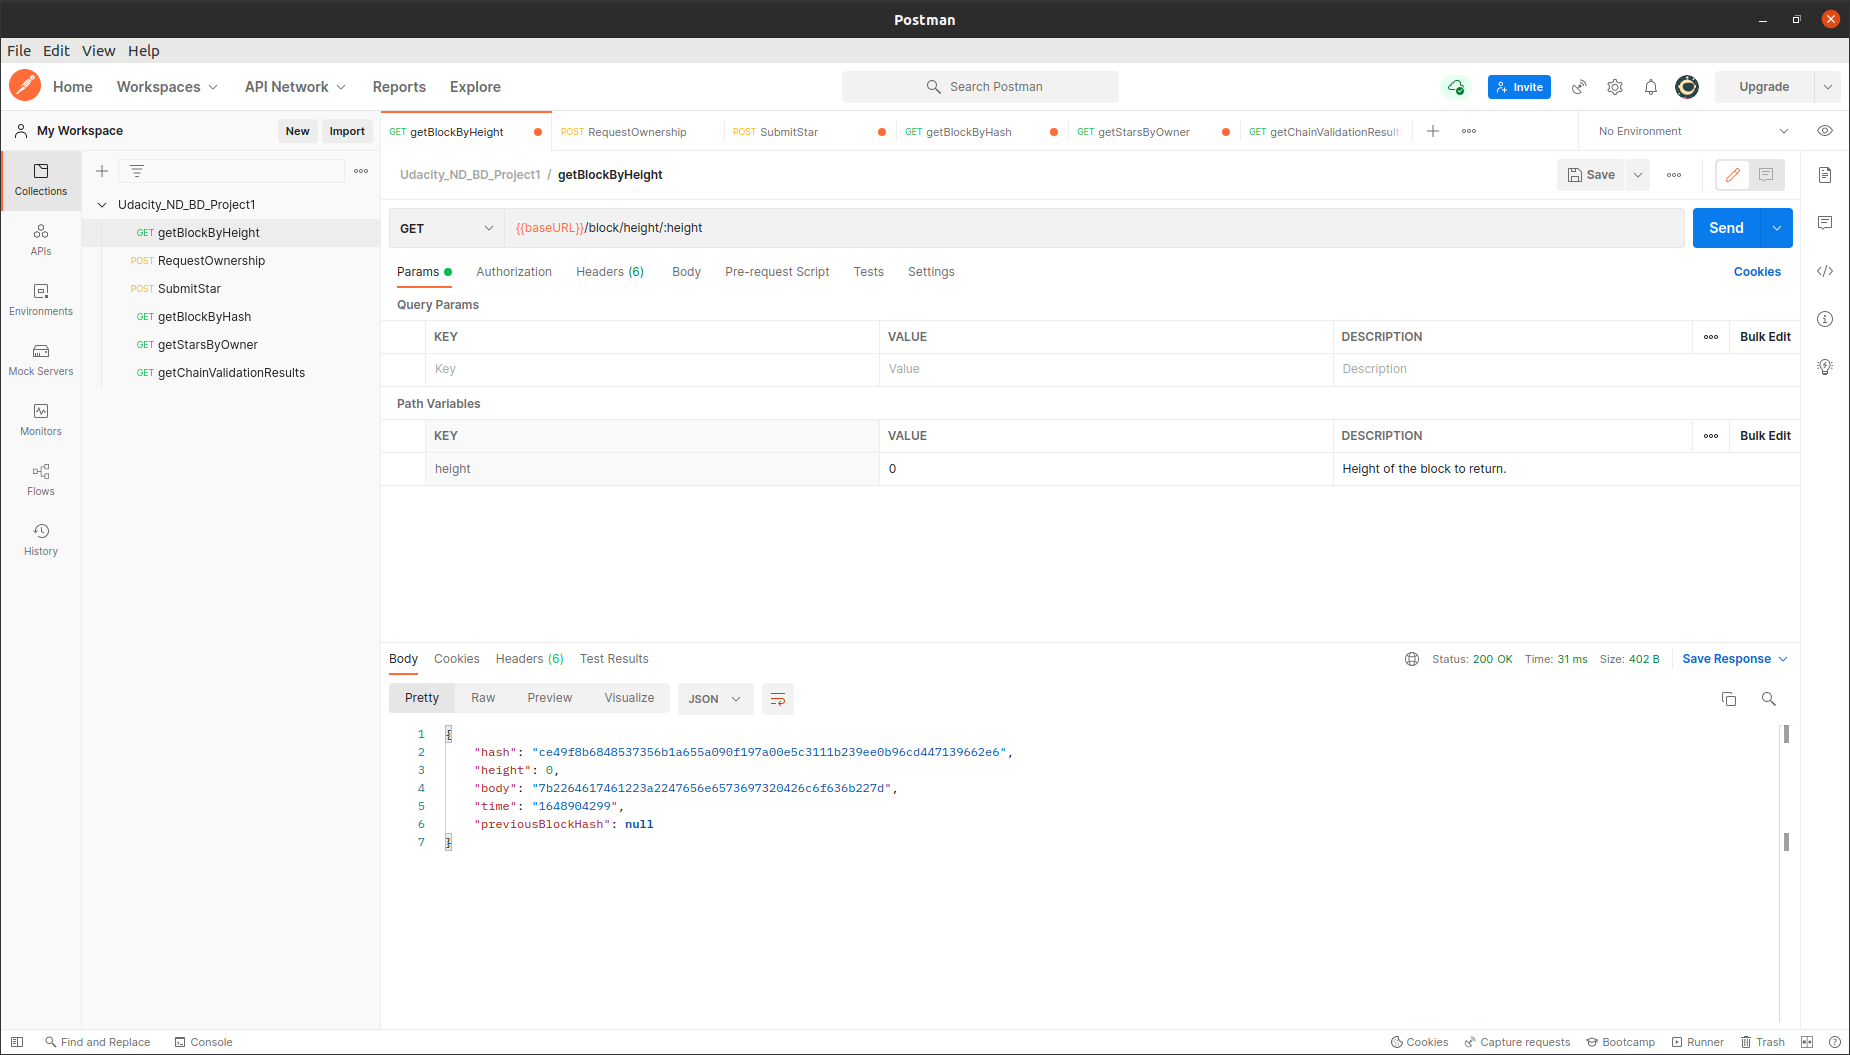 Postman
File Edit View Help
Home Workspaces API Network Reports Explore Search Postman Invite Upgrade
My Workspace New Import
GET getBlockByHeight POST RequestOwnership POST SubmitStar GET getBlockByHash GET getStarsByOwner GET getChainValidationResult No Environment
Collections
APIs
Environments
Mock Servers
Monitors
Flows
History
Udacity_ND_BD_Project1
GET getBlockByHeight
POST RequestOwnership
POST SubmitStar
GET getBlockByHash
GET getStarsByOwner
GET getChainValidationResults
Udacity_ND_BD_Project1 / getBlockByHeight Save
GET {{baseURL}}/block/height/:height Send
Params Authorization Headers (6) Body Pre-request Script Tests Settings Cookies
Query Params
KEY VALUE DESCRIPTION Bulk Edit
Key Value Description
Path Variables
KEY VALUE DESCRIPTION Bulk Edit
height 0 Height of the block to return.
Body Cookies Headers (6) Test Results Status: 200 OK Time: 31 ms Size: 402 B Save Response
Pretty Raw Preview Visualize JSON
1 {
2 "hash": "ce49f8b6848537356b1a655a090f197a00e5c3111b239ee0b96cd447139662e6",
3 "height": 0,
4 "body": "7b2264617461223a2247656e6573697320426c6f636b227d",
5 "time": "1648904299",
6 "previousBlockHash": null
7 }
Find and Replace Console Cookies Capture requests Bootcamp Runner Trash